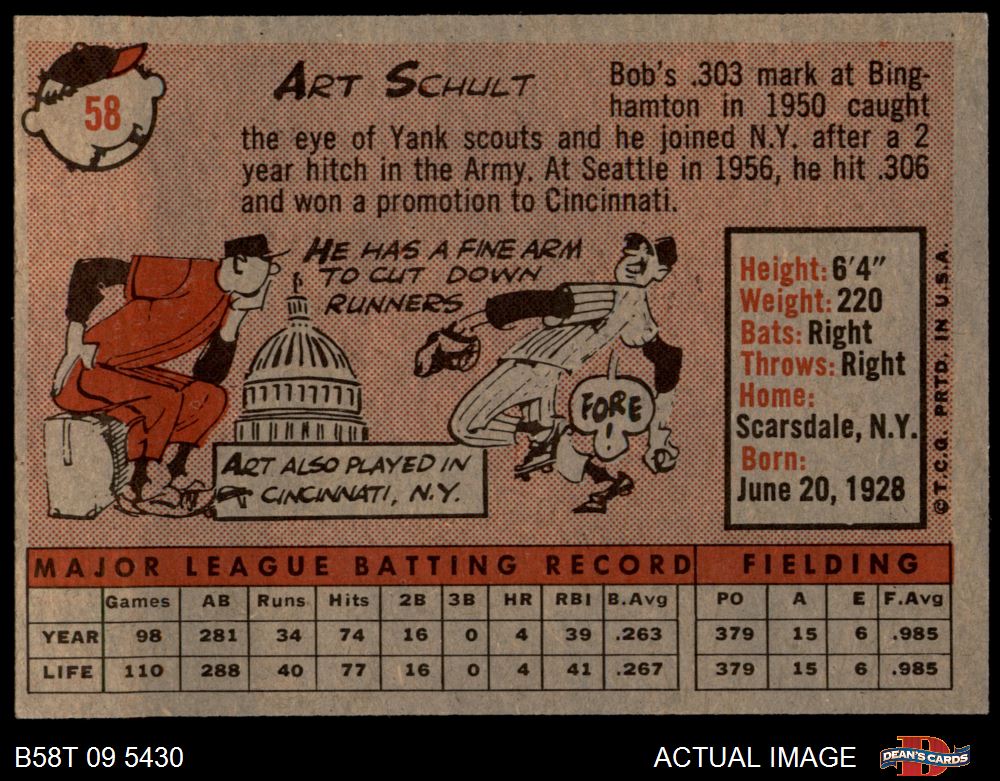 58
ART SCHULT
Bob's .303 mark at Bing-
hamton in 1950 caught
the eye of Yank scouts and he joined N.Y. after a 2
year hitch in the Army. At Seattle in 1956, he hit .306
and won a promotion to Cincinnati.
HE HAS A FINE ARM
TO CUT DOWN
RUNNERS
FORE
!
ART ALSO PLAYED IN
CINCINNATI, N.Y.
Height: 6'4"
Weight: 220
Bats: Right
Throws: Right
Home:
Scarsdale, N.Y.
Born:
June 20, 1928
© T.C.G. PRTD. IN U.S.A.
MAJOR LEAGUE BATTING RECORD FIELDING
Games AB Runs Hits 2B 3B HR RBI B.Avg PO A E F.Avg
YEAR 98 281 34 74 16 0 4 39 .263 379 15 6 .985
LIFE 110 288 40 77 16 0 4 41 .267 379 15 6 .985
B58T 09 5430
ACTUAL IMAGE
D
DEAN'S CARDS